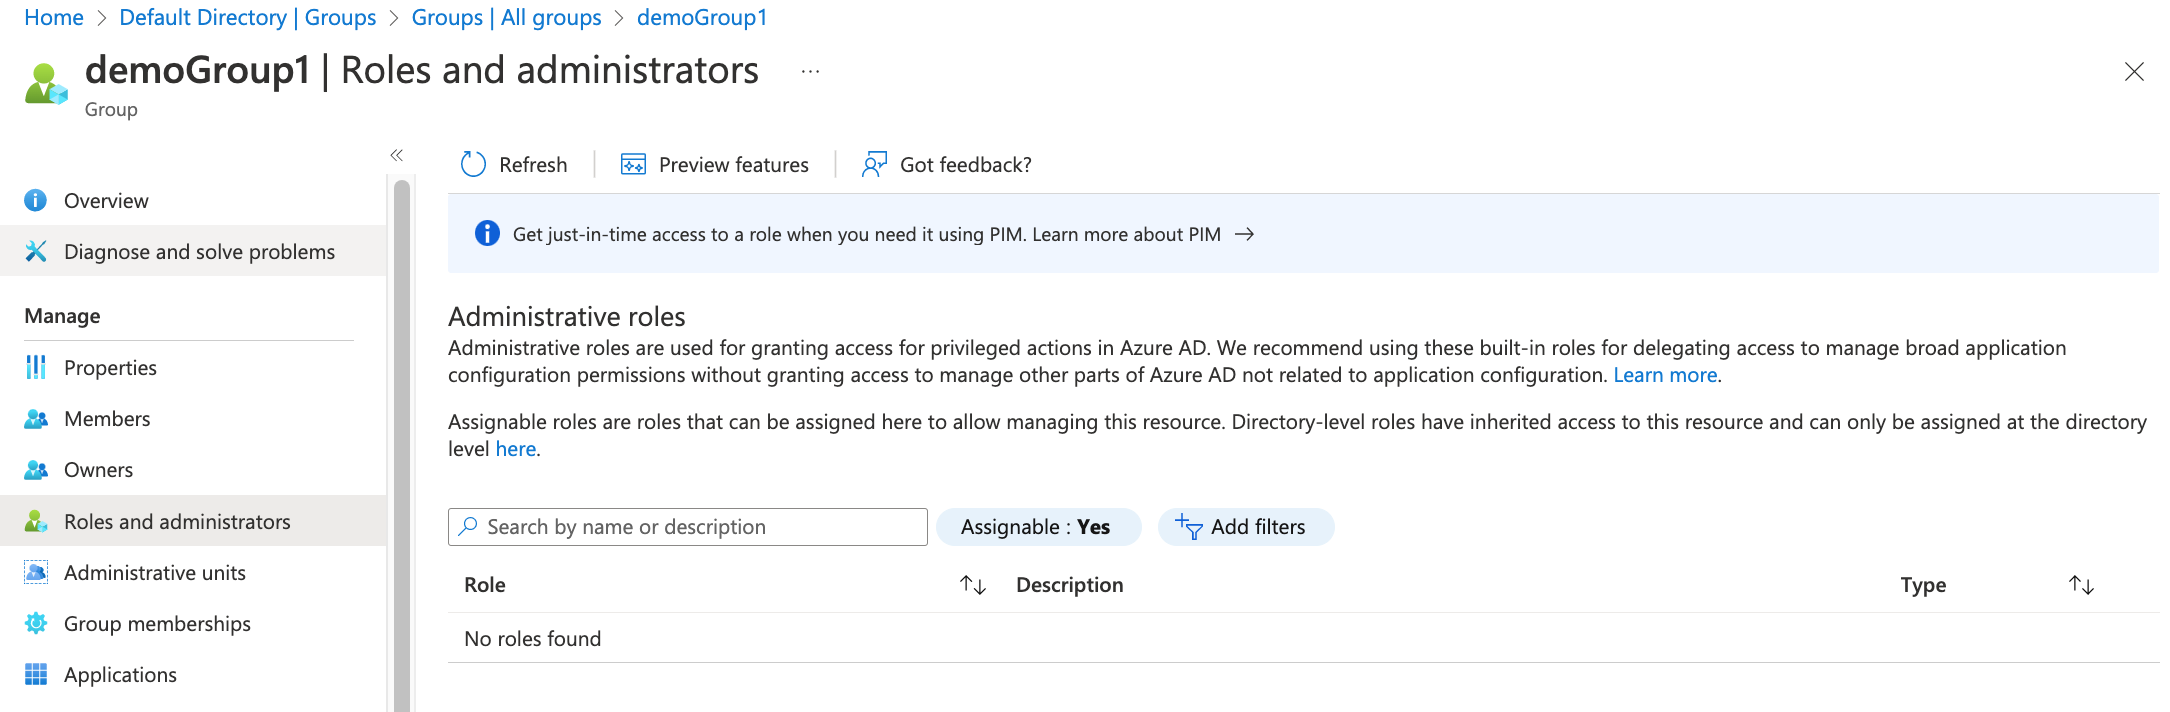 Home > Default Directory | Groups > Groups | All groups > demoGroup1
demoGroup1 | Roles and administrators ...
Group
«
Refresh
Preview features
Got feedback?
Overview
Diagnose and solve problems
Manage
Properties
Members
Owners
Roles and administrators
Administrative units
Group memberships
Applications
Get just-in-time access to a role when you need it using PIM. Learn more about PIM →
Administrative roles
Administrative roles are used for granting access for privileged actions in Azure AD. We recommend using these built-in roles for delegating access to manage broad application
configuration permissions without granting access to manage other parts of Azure AD not related to application configuration. Learn more.
Assignable roles are roles that can be assigned here to allow managing this resource. Directory-level roles have inherited access to this resource and can only be assigned at the directory
level here.
Search by name or description
Assignable : Yes
Add filters
Role ↑↓ Description Type ↑↓
No roles found